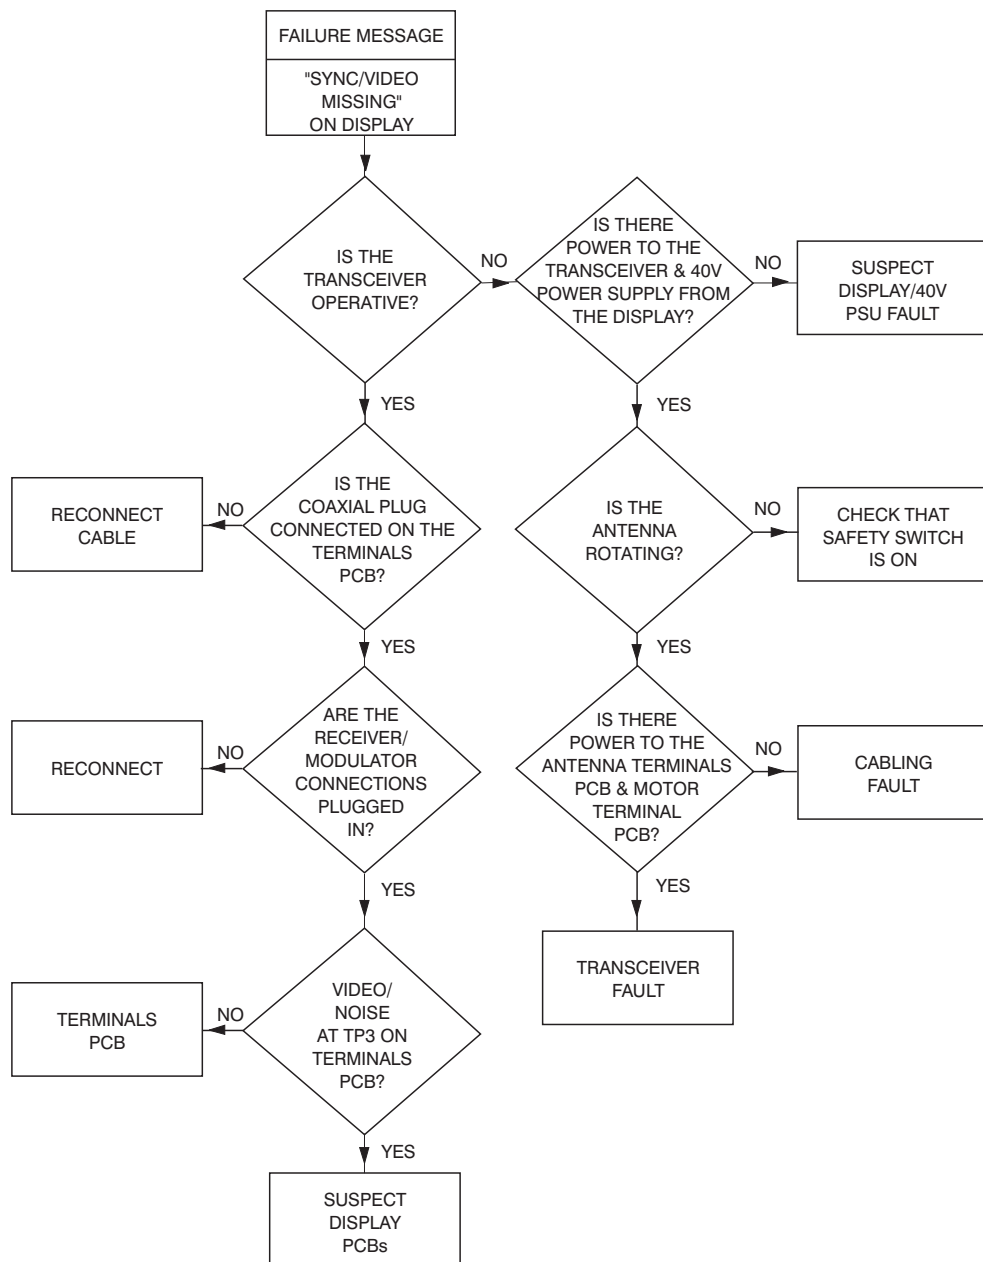 FAILURE MESSAGE
"SYNC/VIDEO
MISSING"
ON DISPLAY
IS THE
TRANSCEIVER
OPERATIVE?
NO
IS THERE
POWER TO THE
TRANSCEIVER & 40V
POWER SUPPLY FROM
THE DISPLAY?
NO
SUSPECT
DISPLAY/40V
PSU FAULT
YES
YES
RECONNECT
CABLE
NO
IS THE
COAXIAL PLUG
CONNECTED ON THE
TERMINALS
PCB?
IS THE
ANTENNA
ROTATING?
NO
CHECK THAT
SAFETY SWITCH
IS ON
YES
YES
RECONNECT
NO
ARE THE
RECEIVER/
MODULATOR
CONNECTIONS
PLUGGED
IN?
IS THERE
POWER TO THE
ANTENNA TERMINALS
PCB & MOTOR
TERMINAL
PCB?
NO
CABLING
FAULT
YES
YES
TERMINALS
PCB
NO
VIDEO/
NOISE
AT TP3 ON
TERMINALS
PCB?
TRANSCEIVER
FAULT
YES
SUSPECT
DISPLAY
PCBs